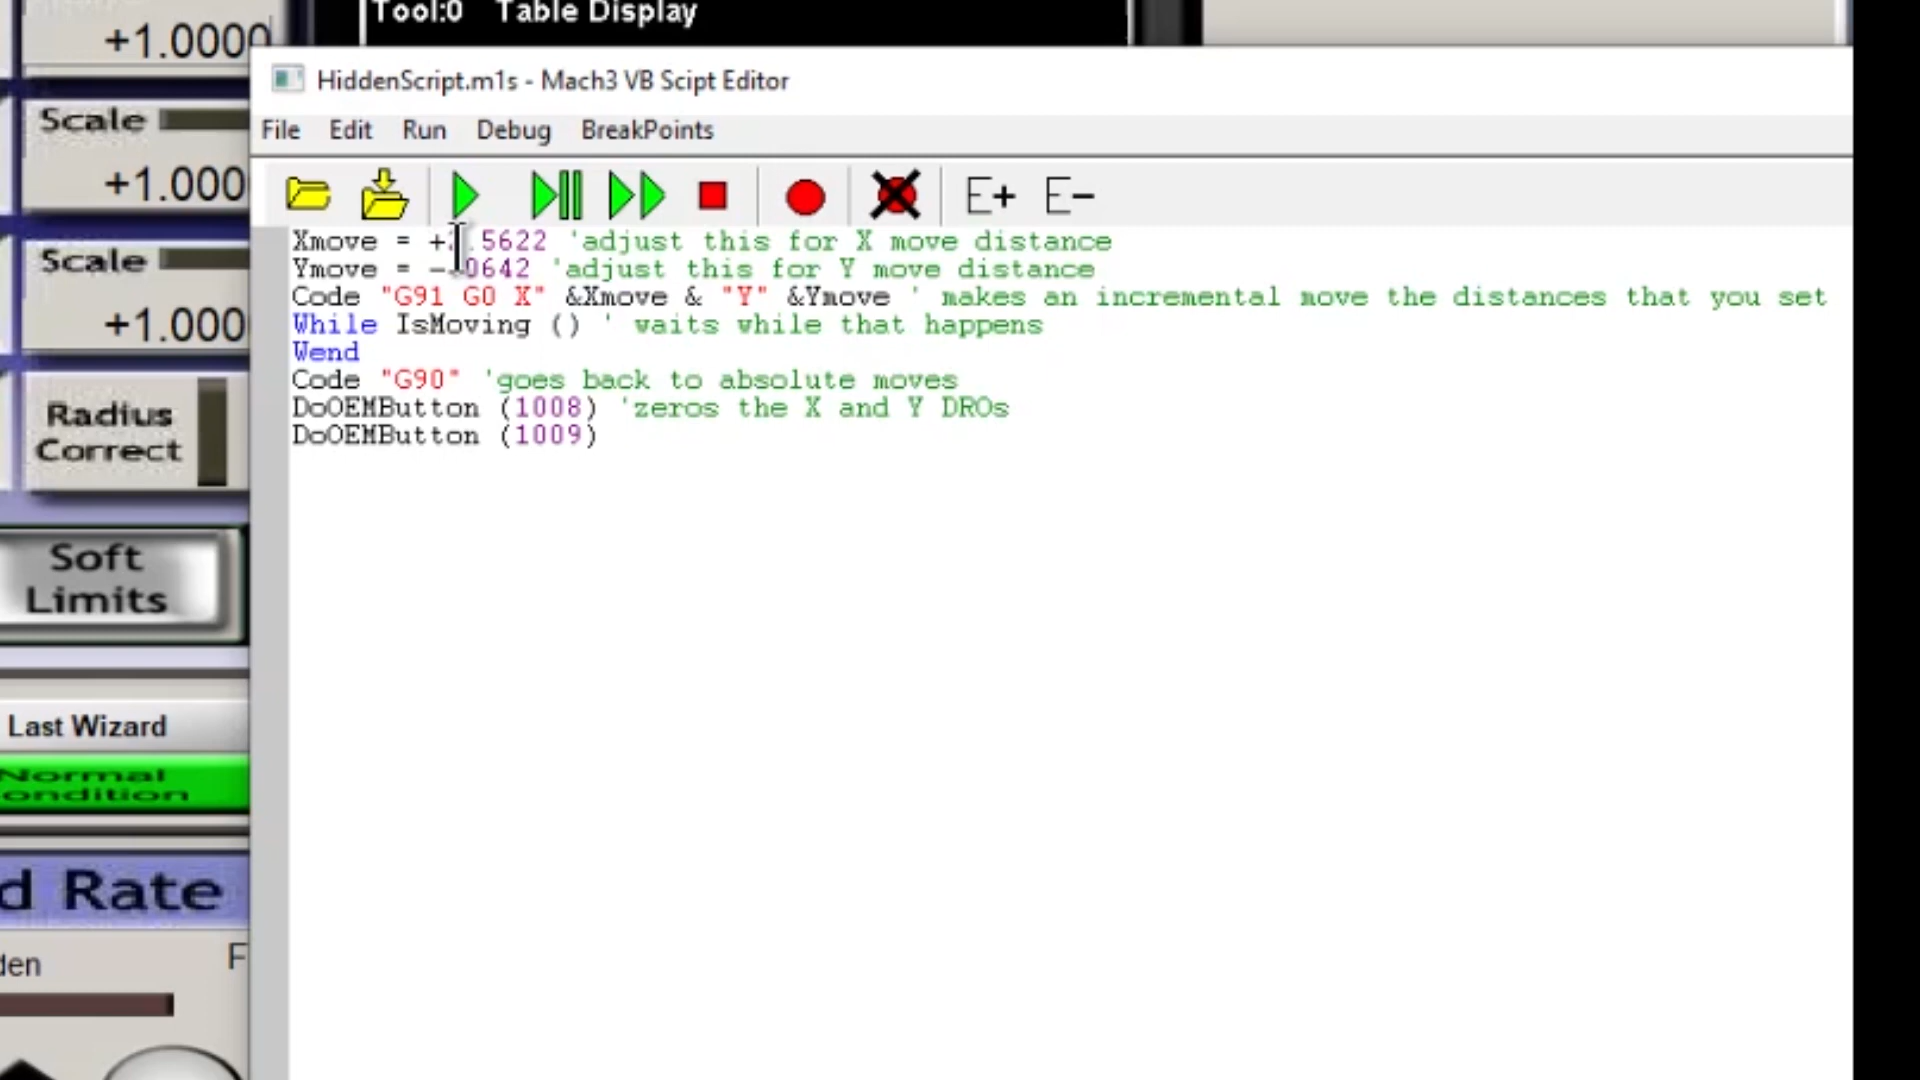 Tool:0 Table Display
+1.0000
HiddenScript.m1s - Mach3 VB Scipt Editor
Scale
File Edit Run Debug BreakPoints
+1.000
E+ E-
Xmove = 5622 'adjust this for X move distance
Scale
Ymove = 0642 'adjust this for Y move distance
Code "G91 G0 X" &Xmove & "Y" &Ymove ' makes an incremental move the distances that you set
+1.000
While IsMoving () ' waits while that happens
Wend
Code "G90" 'goes back to absolute moves
Radius
Correct
DoOEMButton (1008) 'zeros the X and Y DROs
DoOEMButton (1009)
Soft
Limits
Last Wizard
Normal
ondition
d Rate
den
F